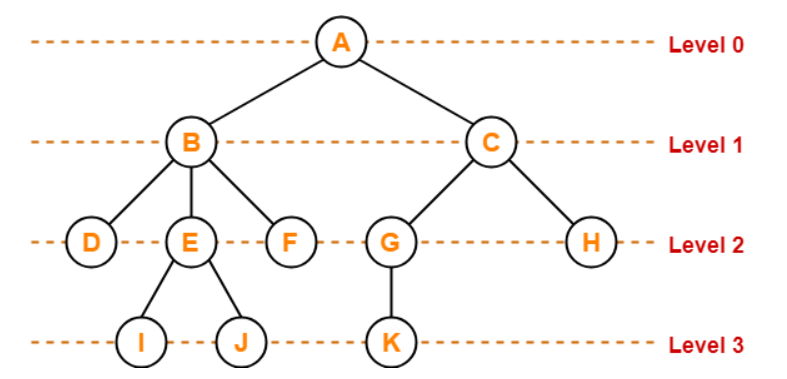 A Level 0
B C Level 1
D E F G H Level 2
I J K Level 3